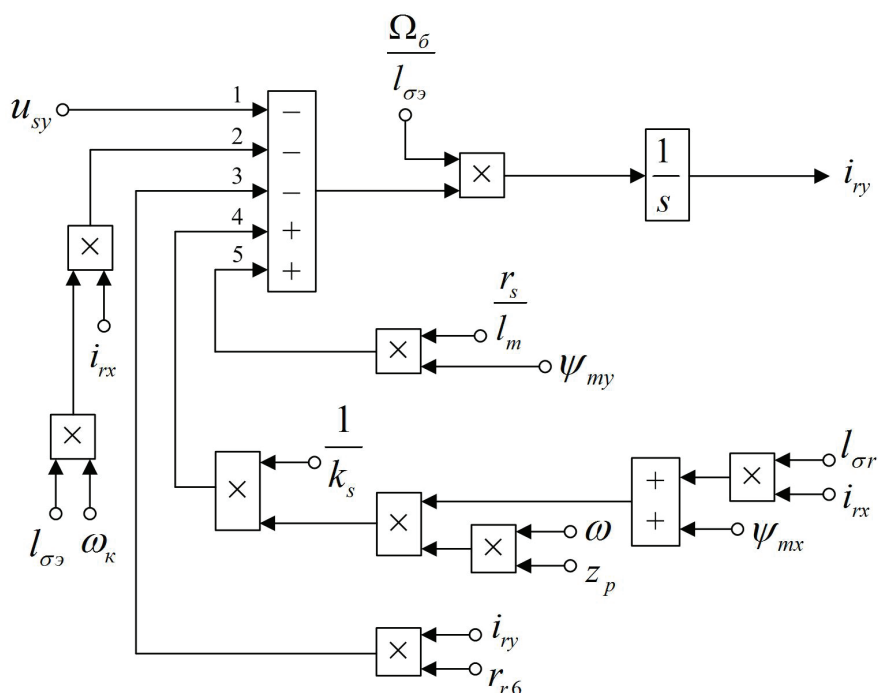 Ω_б
l_σэ
u_sy
1
−
2
−
3
−
4
+
5
+
×
1
s
i_ry
×
i_rx
r_s
l_m
×
ψ_my
×
l_σэ
ω_к
1
k_s
×
×
×
ω
z_p
+
+
×
l_σr
i_rx
ψ_mx
×
i_ry
r_r6